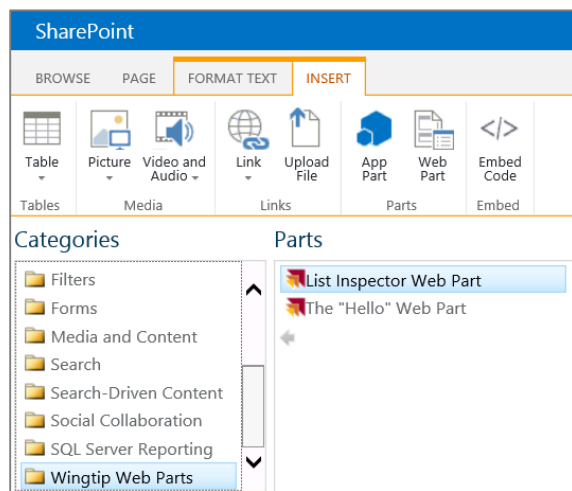 SharePoint
BROWSE PAGE FORMAT TEXT INSERT
Table Picture Video and Audio Link Upload File App Part Web Part Embed Code
Tables Media Links Parts Embed
Categories
Filters
Forms
Media and Content
Search
Search-Driven Content
Social Collaboration
SQL Server Reporting
Wingtip Web Parts
Parts
List Inspector Web Part
The "Hello" Web Part